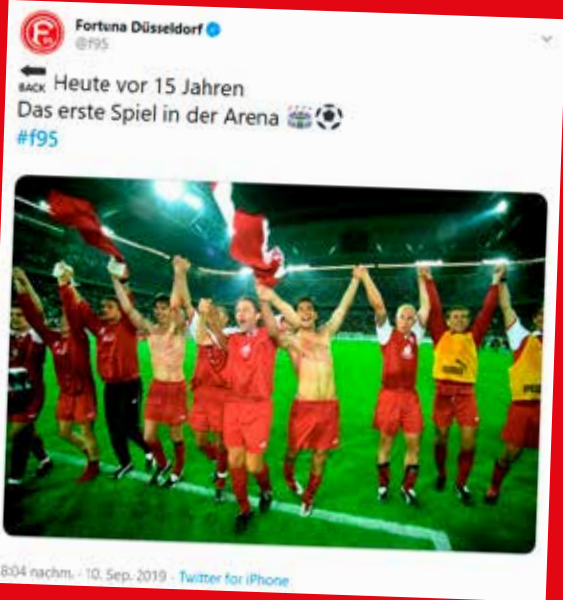 Fortuna Düsseldorf
@f95
BACK Heute vor 15 Jahren
Das erste Spiel in der Arena
#f95
8:04 nachm. · 10. Sep. 2019 · Twitter for iPhone